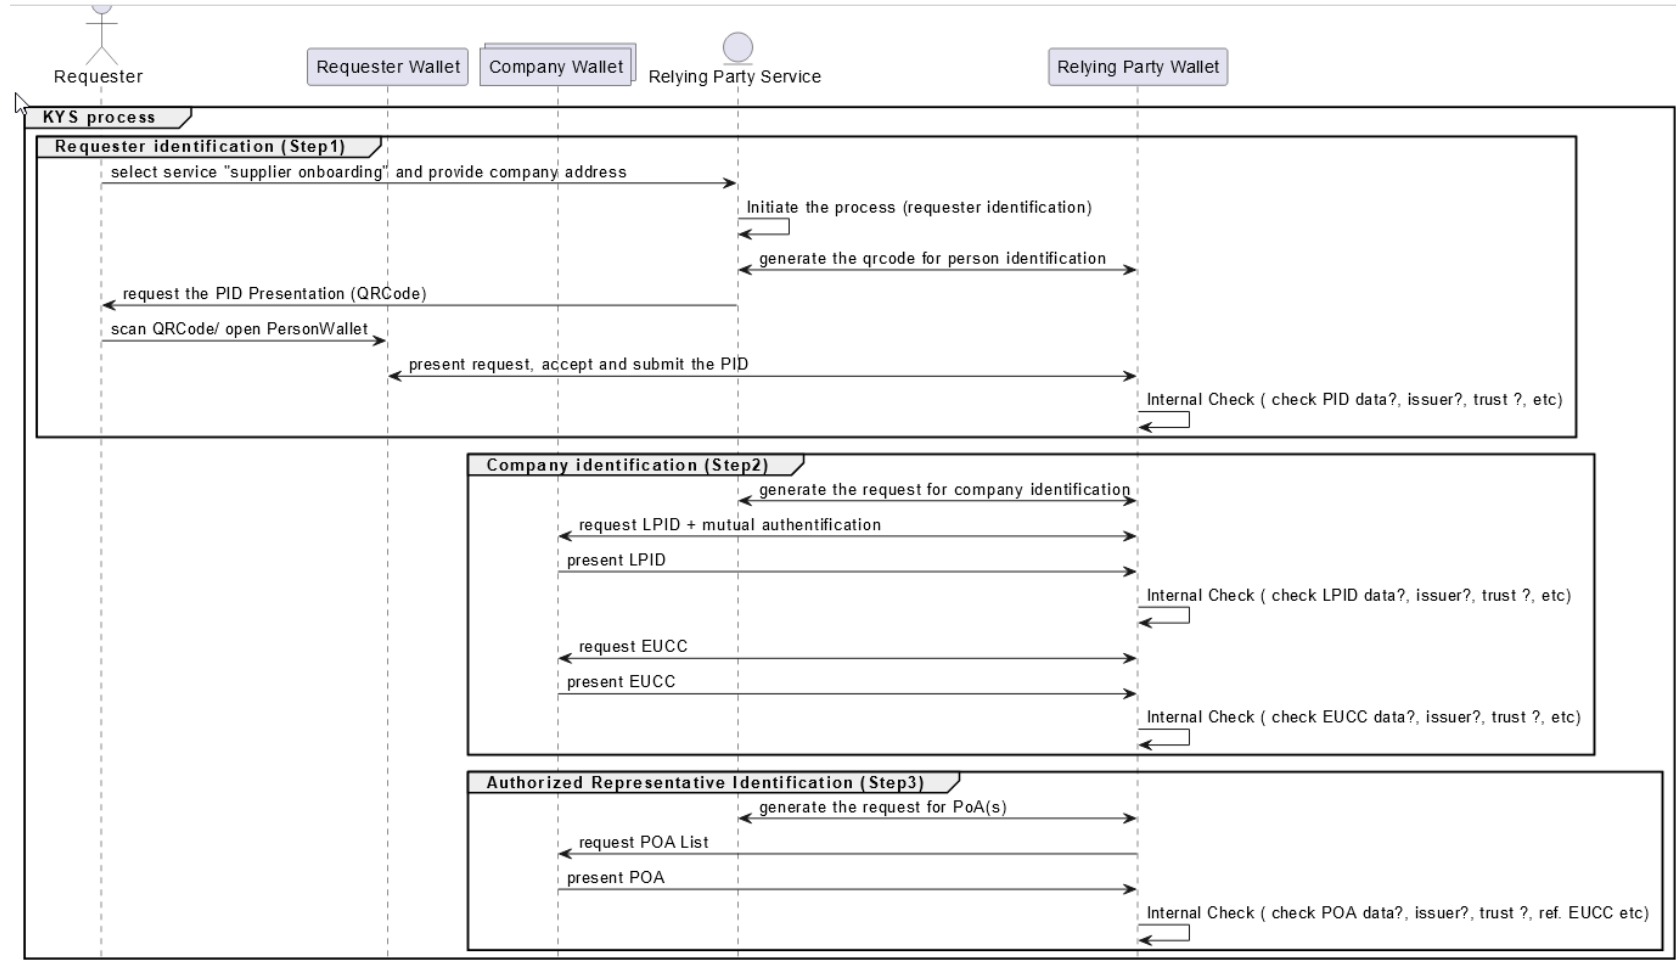 Requester
Requester Wallet
Company Wallet
Relying Party Service
Relying Party Wallet
KYS process
Requester identification (Step1)
select service "supplier onboarding" and provide company address
Initiate the process (requester identification)
generate the qrcode for person identification
request the PID Presentation (QRCode)
scan QRCode/ open PersonWallet
present request, accept and submit the PID
Internal Check ( check PID data?, issuer?, trust ?, etc)
Company identification (Step2)
generate the request for company identification
request LPID + mutual authentification
present LPID
Internal Check ( check LPID data?, issuer?, trust ?, etc)
request EUCC
present EUCC
Internal Check ( check EUCC data?, issuer?, trust ?, etc)
Authorized Representative Identification (Step3)
generate the request for PoA(s)
request POA List
present POA
Internal Check ( check POA data?, issuer?, trust ?, ref. EUCC etc)